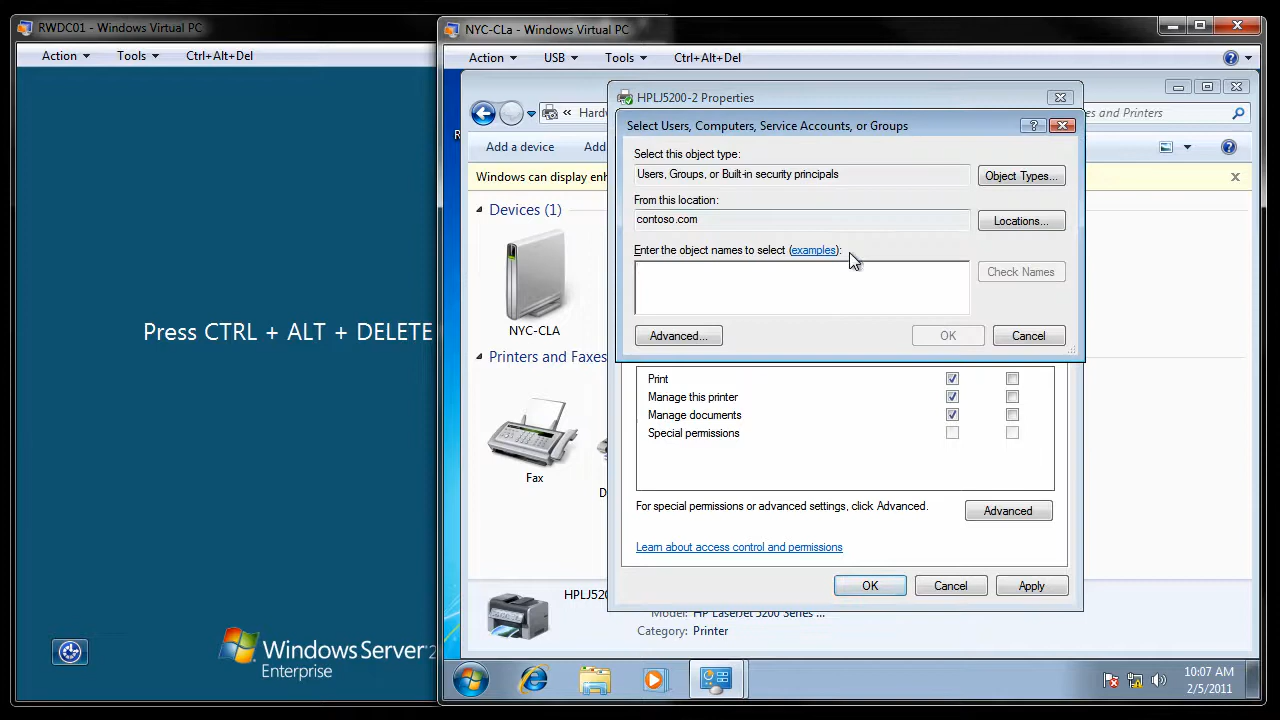 RWDC01 - Windows Virtual PC
Action Tools Ctrl+Alt+Del
Press CTRL + ALT + DELETE
Windows Server
Enterprise
NYC-CLa - Windows Virtual PC
Action USB Tools Ctrl+Alt+Del
HPLJ5200-2 Properties
Select Users, Computers, Service Accounts, or Groups
Select this object type:
Users, Groups, or Built-in security principals
Object Types...
From this location:
contoso.com
Locations...
Enter the object names to select (examples):
Check Names
Advanced...
OK
Cancel
Print
Manage this printer
Manage documents
Special permissions
For special permissions or advanced settings, click Advanced.
Advanced
Learn about access control and permissions
OK
Cancel
Apply
Add a device
Add
Windows can display
Devices (1)
NYC-CLA
Printers and Faxes
Fax
Model: HP LaserJet 5200 Series ...
Category: Printer
10:07 AM
2/5/2011